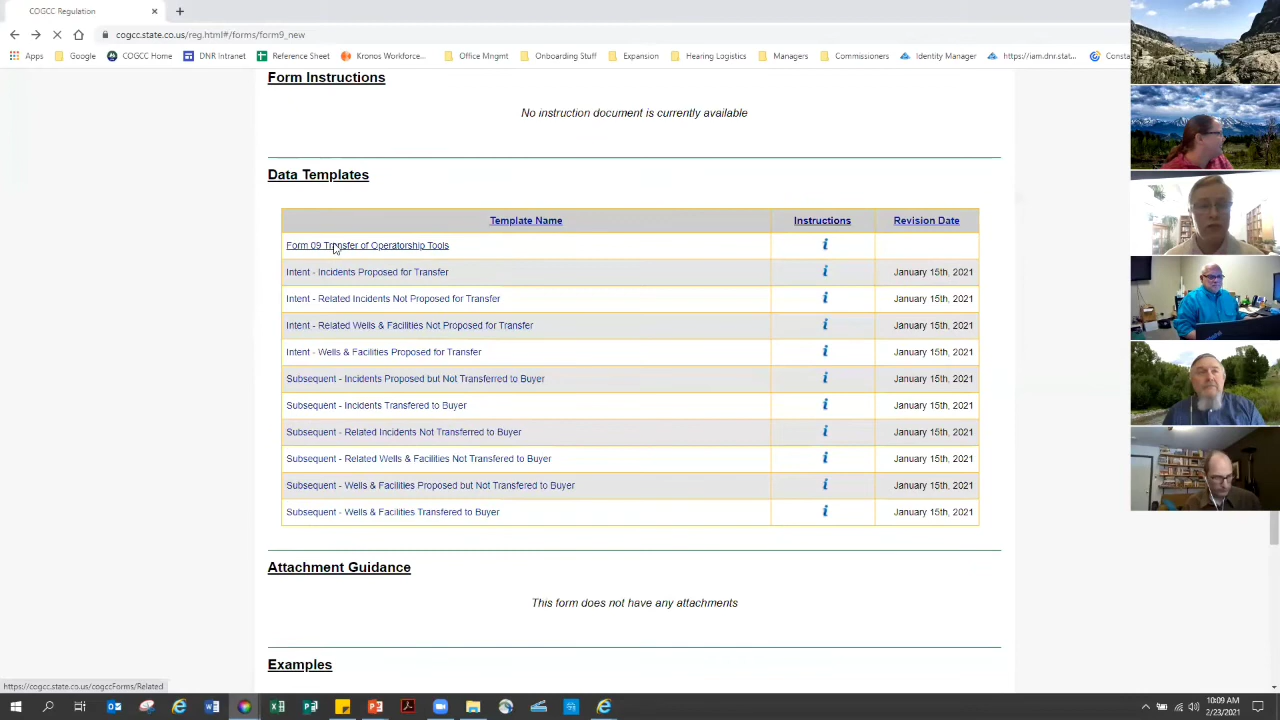 COGCC Regulation
cogcc.state.co.us/reg.html#/forms/form9_new
Apps Google COGCC Home DNR Intranet Reference Sheet Kronos Workforce... Office Mgmt Onboarding Stuff Expansion Hearing Logistics Managers Commissioners Identity Manager https://iam.dnr.stat... Consta
Form Instructions
No instruction document is currently available
Data Templates
Template Name Instructions Revision Date
Form 09 Transfer of Operatorship Tools
Intent - Incidents Proposed for Transfer January 15th, 2021
Intent - Related Incidents Not Proposed for Transfer January 15th, 2021
Intent - Related Wells & Facilities Not Proposed for Transfer January 15th, 2021
Intent - Wells & Facilities Proposed for Transfer January 15th, 2021
Subsequent - Incidents Proposed but Not Transferred to Buyer January 15th, 2021
Subsequent - Incidents Transfered to Buyer January 15th, 2021
Subsequent - Related Incidents Not Transferred to Buyer January 15th, 2021
Subsequent - Related Wells & Facilities Not Transfered to Buyer January 15th, 2021
Subsequent - Wells & Facilities Proposed but Not Transfered to Buyer January 15th, 2021
Subsequent - Wells & Facilities Transfered to Buyer January 15th, 2021
Attachment Guidance
This form does not have any attachments
Examples
https://cogcc.state.co.us/cogccForms/Related
10:09 AM
2/23/2021